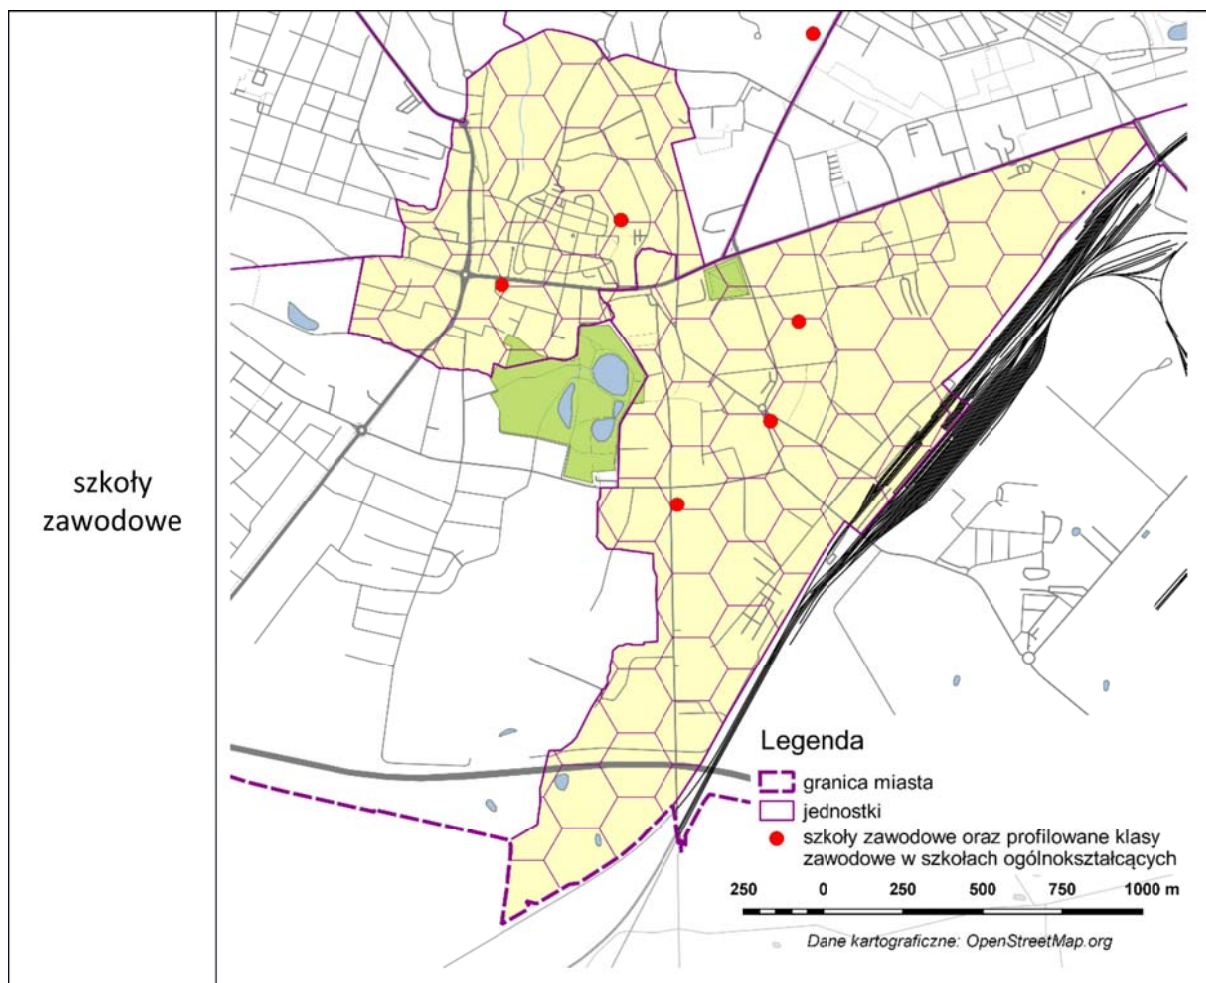 szkoły
zawodowe
Legenda
granica miasta
jednostki
szkoły zawodowe oraz profilowane klasy
zawodowe w szkołach ogólnokształcących
250 0 250 500 750 1000 m
Dane kartograficzne: OpenStreetMap.org